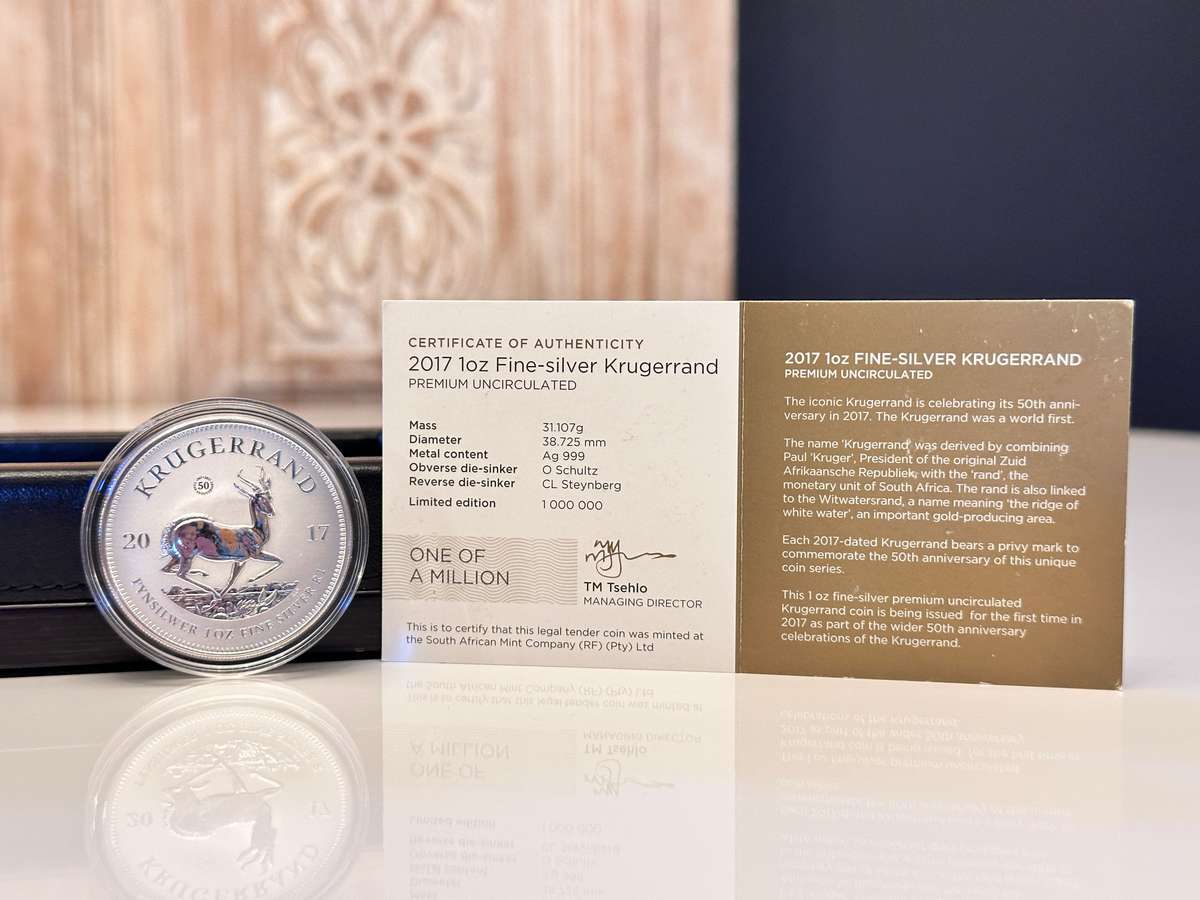 KRUGERRAND
50
20 17
FYNSILWER 1 OZ FINE SILVER R1
CERTIFICATE OF AUTHENTICITY
2017 1oz Fine-silver Krugerrand
PREMIUM UNCIRCULATED
Mass 31.107g
Diameter 38.725 mm
Metal content Ag 999
Obverse die-sinker O Schultz
Reverse die-sinker CL Steynberg
Limited edition 1 000 000
ONE OF
A MILLION
TM Tsehlo
MANAGING DIRECTOR
This is to certify that this legal tender coin was minted at
the South African Mint Company (RF) (Pty) Ltd
2017 1oz FINE-SILVER KRUGERRAND
PREMIUM UNCIRCULATED
The iconic Krugerrand is celebrating its 50th anni-
versary in 2017. The Krugerrand was a world first.
The name 'Krugerrand' was derived by combining
Paul 'Kruger', President of the original Zuid
Afrikaansche Republiek, with the 'rand', the
monetary unit of South Africa. The rand is also linked
to the Witwatersrand, a name meaning 'the ridge of
white water', an important gold-producing area.
Each 2017-dated Krugerrand bears a privy mark to
commemorate the 50th anniversary of this unique
coin series.
This 1 oz fine-silver premium uncirculated
Krugerrand coin is being issued for the first time in
2017 as part of the wider 50th anniversary
celebrations of the Krugerrand.